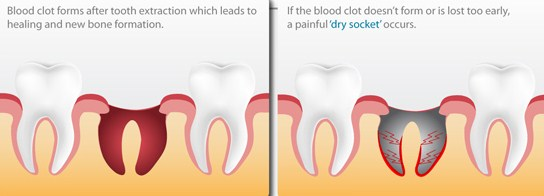 Blood clot forms after tooth extraction which leads to
healing and new bone formation.
If the blood clot doesn't form or is lost too early,
a painful 'dry socket' occurs.